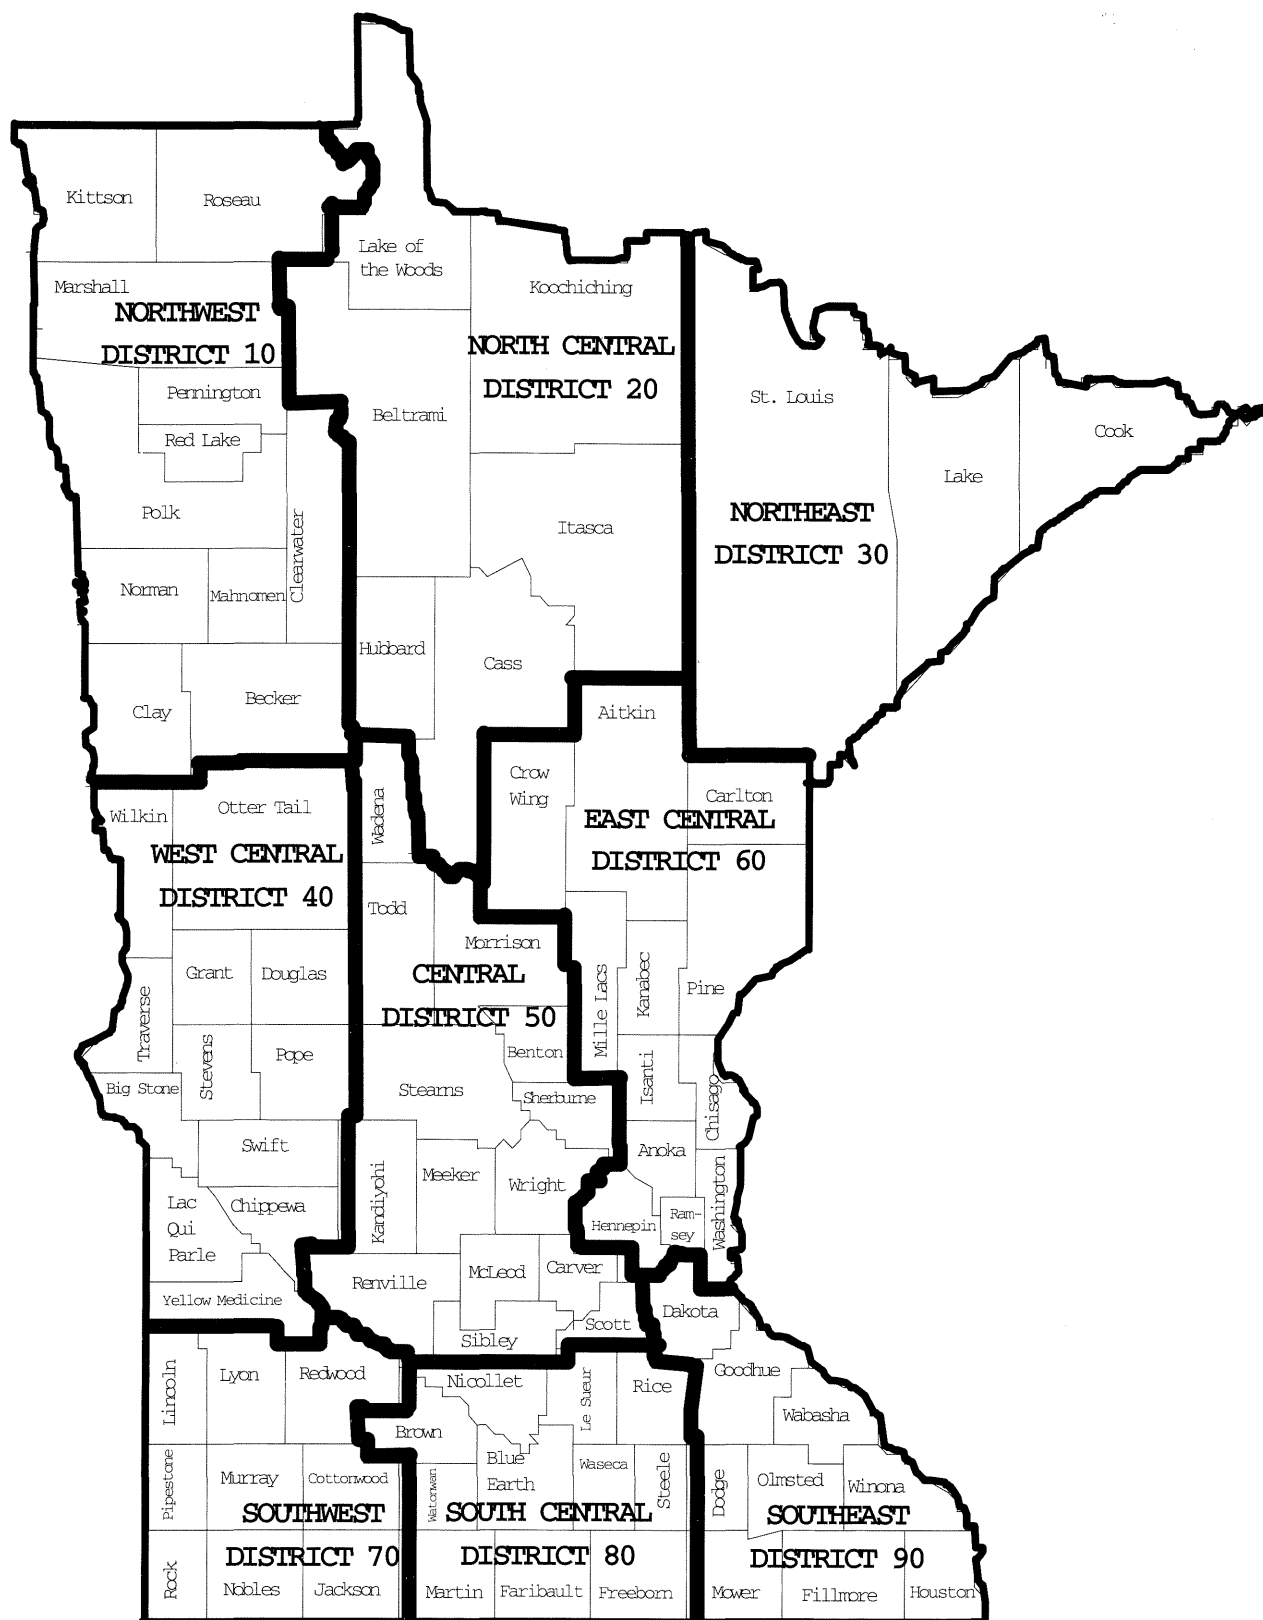 Kittson
Roseau
Lake of
the Woods
Marshall
Koochiching
NORTHWEST
DISTRICT 10
NORTH CENTRAL
DISTRICT 20
Pennington
Red Lake
Beltrami
St. Louis
Cook
Lake
Polk
Clearwater
Itasca
NORTHEAST
DISTRICT 30
Norman
Mahnomen
Hubbard
Cass
Clay
Becker
Aitkin
Crow
Wing
Carlton
Wilkin
Otter Tail
Wadena
EAST CENTRAL
DISTRICT 60
WEST CENTRAL
DISTRICT 40
Todd
Morrison
Grant
Douglas
CENTRAL
DISTRICT 50
Mille Lacs
Kanabec
Pine
Traverse
Stevens
Pope
Benton
Isanti
Chisago
Big Stone
Stearns
Sherburne
Swift
Anoka
Meeker
Wright
Kandiyohi
Washington
Lac
Qui
Parle
Chippewa
Hennepin
Ram-
sey
Renville
McLeod
Carver
Yellow Medicine
Sibley
Scott
Dakota
Lincoln
Lyon
Redwood
Nicollet
Le Sueur
Rice
Goodhue
Wabasha
Brown
Pipestone
Murray
Cottonwood
Watonwan
Blue
Earth
Waseca
Steele
Dodge
Olmsted
Winona
SOUTHWEST
DISTRICT 70
SOUTH CENTRAL
DISTRICT 80
SOUTHEAST
DISTRICT 90
Rock
Nobles
Jackson
Martin
Faribault
Freeborn
Mower
Fillmore
Houston